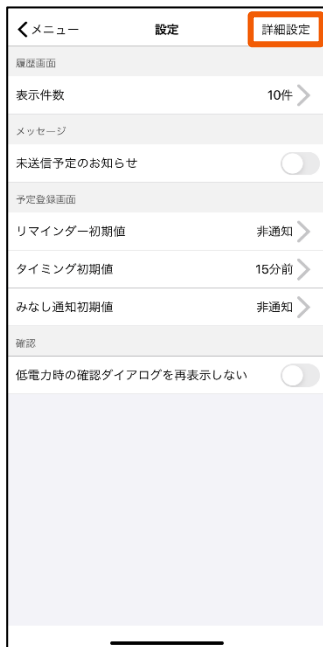 メニュー 設定 詳細設定
履歴画面
表示件数 10件
メッセージ
未送信予定のお知らせ
予定登録画面
リマインダー初期値 非通知
タイミング初期値 15分前
みなし通知初期値 非通知
確認
低電力時の確認ダイアログを再表示しない